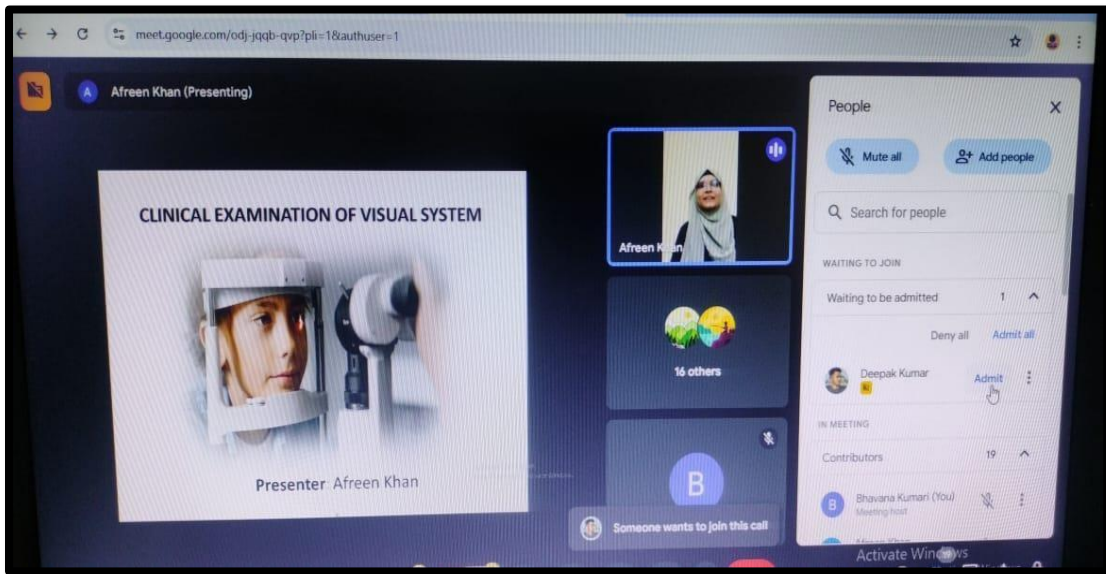 meet.google.com/odj-jqqb-qvp?pli=1&authuser=1
A
Afreen Khan (Presenting)
CLINICAL EXAMINATION OF VISUAL SYSTEM
Presenter Afreen Khan
Afreen Khan
16 others
B
Someone wants to join this call
People
Mute all
Add people
Search for people
WAITING TO JOIN
Waiting to be admitted 1
Deny all Admit all
Deepak Kumar
Admit
IN MEETING
Contributors 19
B
Bhavana Kumari (You)
Meeting host
Afreen Khan
Activate Windows